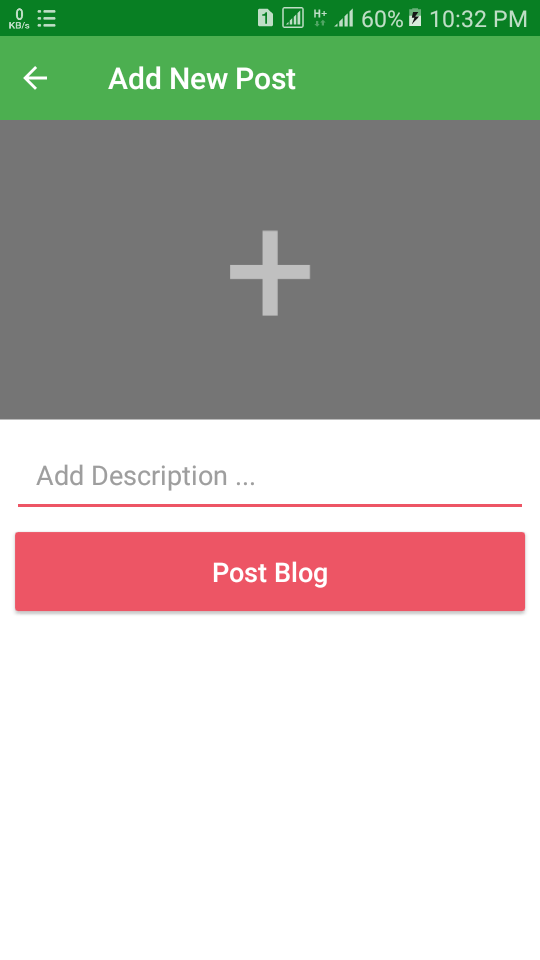 0
KB/s
1 H+ 60% 10:32 PM
Add New Post
Add Description ...
Post Blog